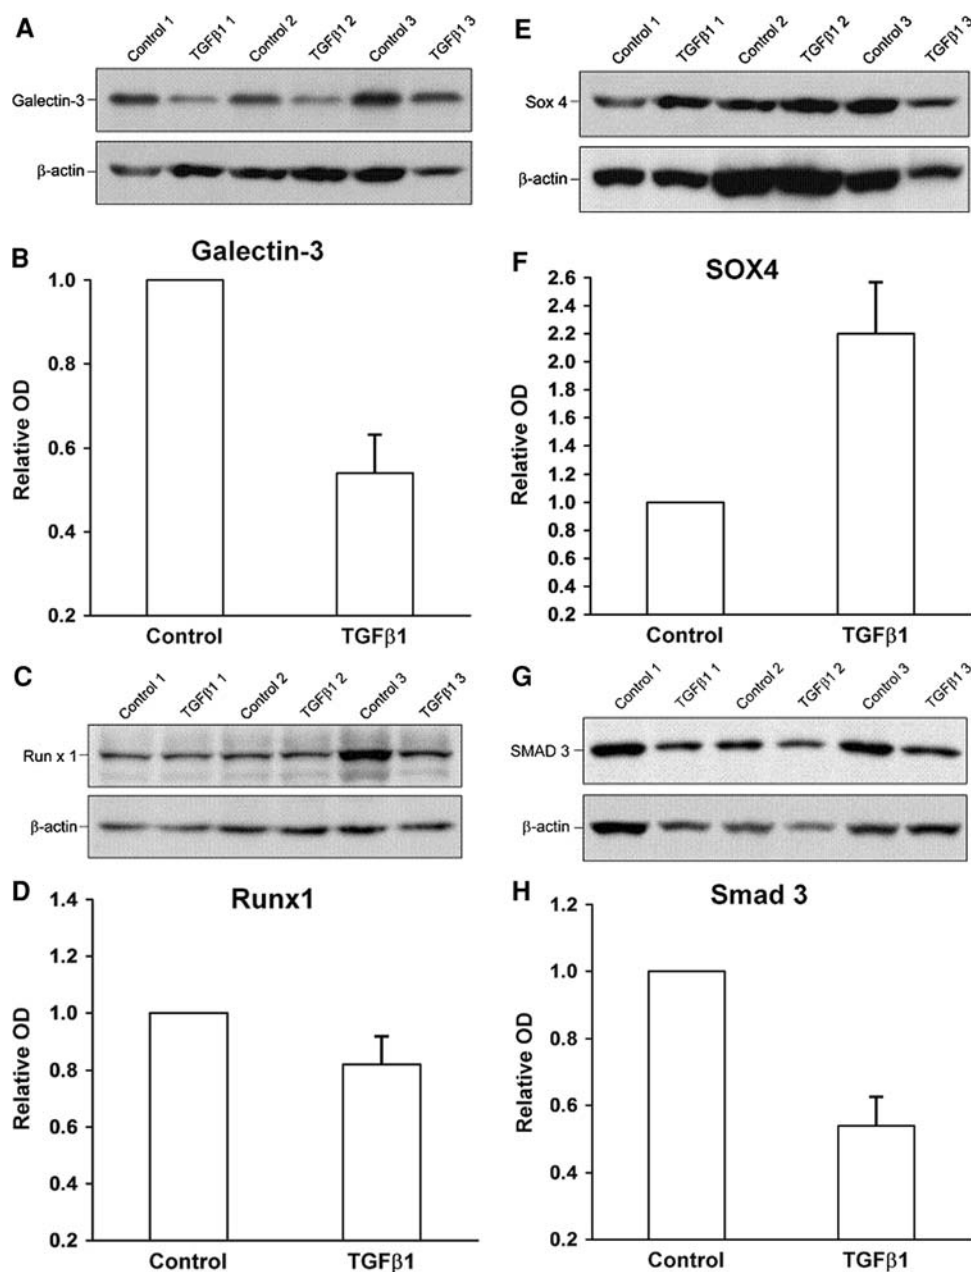 A
Control 1 TGFβ1 1 Control 2 TGFβ1 2 Control 3 TGFβ1 3
Galectin-3
β-actin
B
Galectin-3
1.0
0.8
0.6
0.4
0.2
Relative OD
Control TGFβ1
C
Control 1 TGFβ1 1 Control 2 TGFβ1 2 Control 3 TGFβ1 3
Run x 1
β-actin
D
Runx1
1.4
1.2
1.0
0.8
0.6
0.4
0.2
Relative OD
Control TGFβ1
E
Control 1 TGFβ1 1 Control 2 TGFβ1 2 Control 3 TGFβ1 3
Sox 4
β-actin
F
SOX4
2.6
2.4
2.2
2.0
1.8
1.6
1.4
1.2
1.0
0.8
0.6
0.4
0.2
Relative OD
Control TGFβ1
G
Control 1 TGFβ1 1 Control 2 TGFβ1 2 Control 3 TGFβ1 3
SMAD 3
β-actin
H
Smad 3
1.2
1.0
0.8
0.6
0.4
0.2
Relative OD
Control TGFβ1